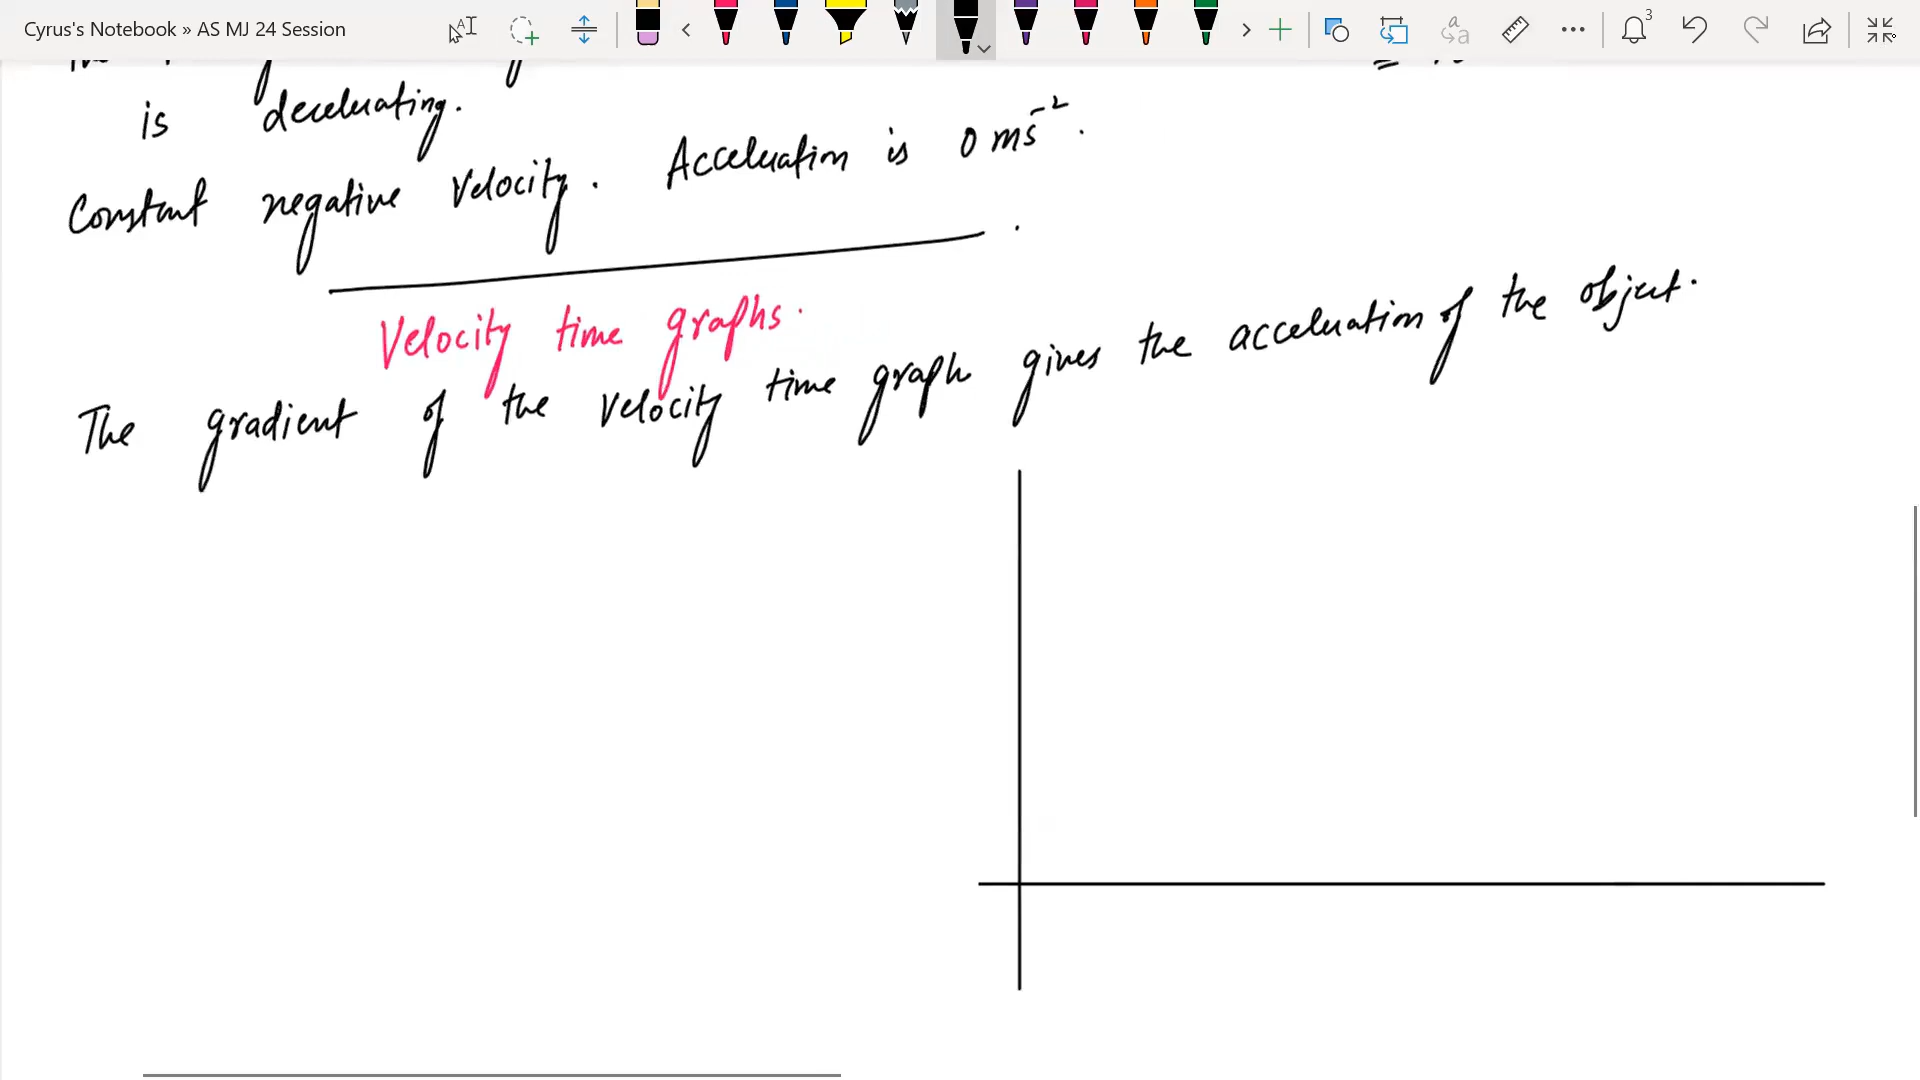 Cyrus's Notebook » AS MJ 24 Session
3
is decelerating.
Constant negative velocity. Acceleration is 0 ms⁻².
Velocity time graphs.
The gradient of the velocity time graph gives the acceleration of the object.